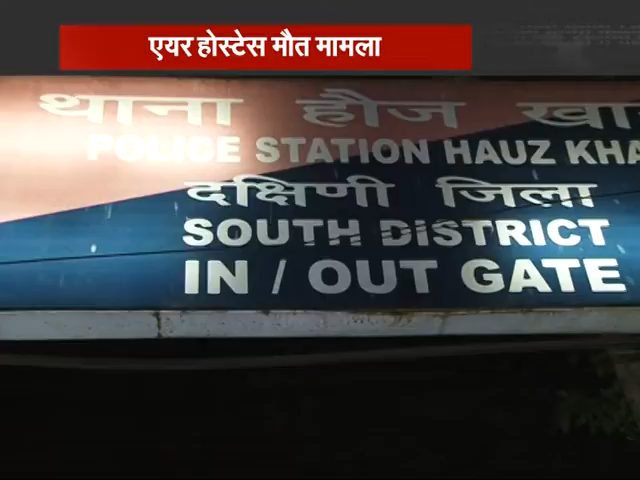 एयर होस्टेस मौत मामला
थाना हौज
POLICE STATION HAUZ
दक्षिणी जिला
SOUTH DISTRICT
IN / OUT GATE